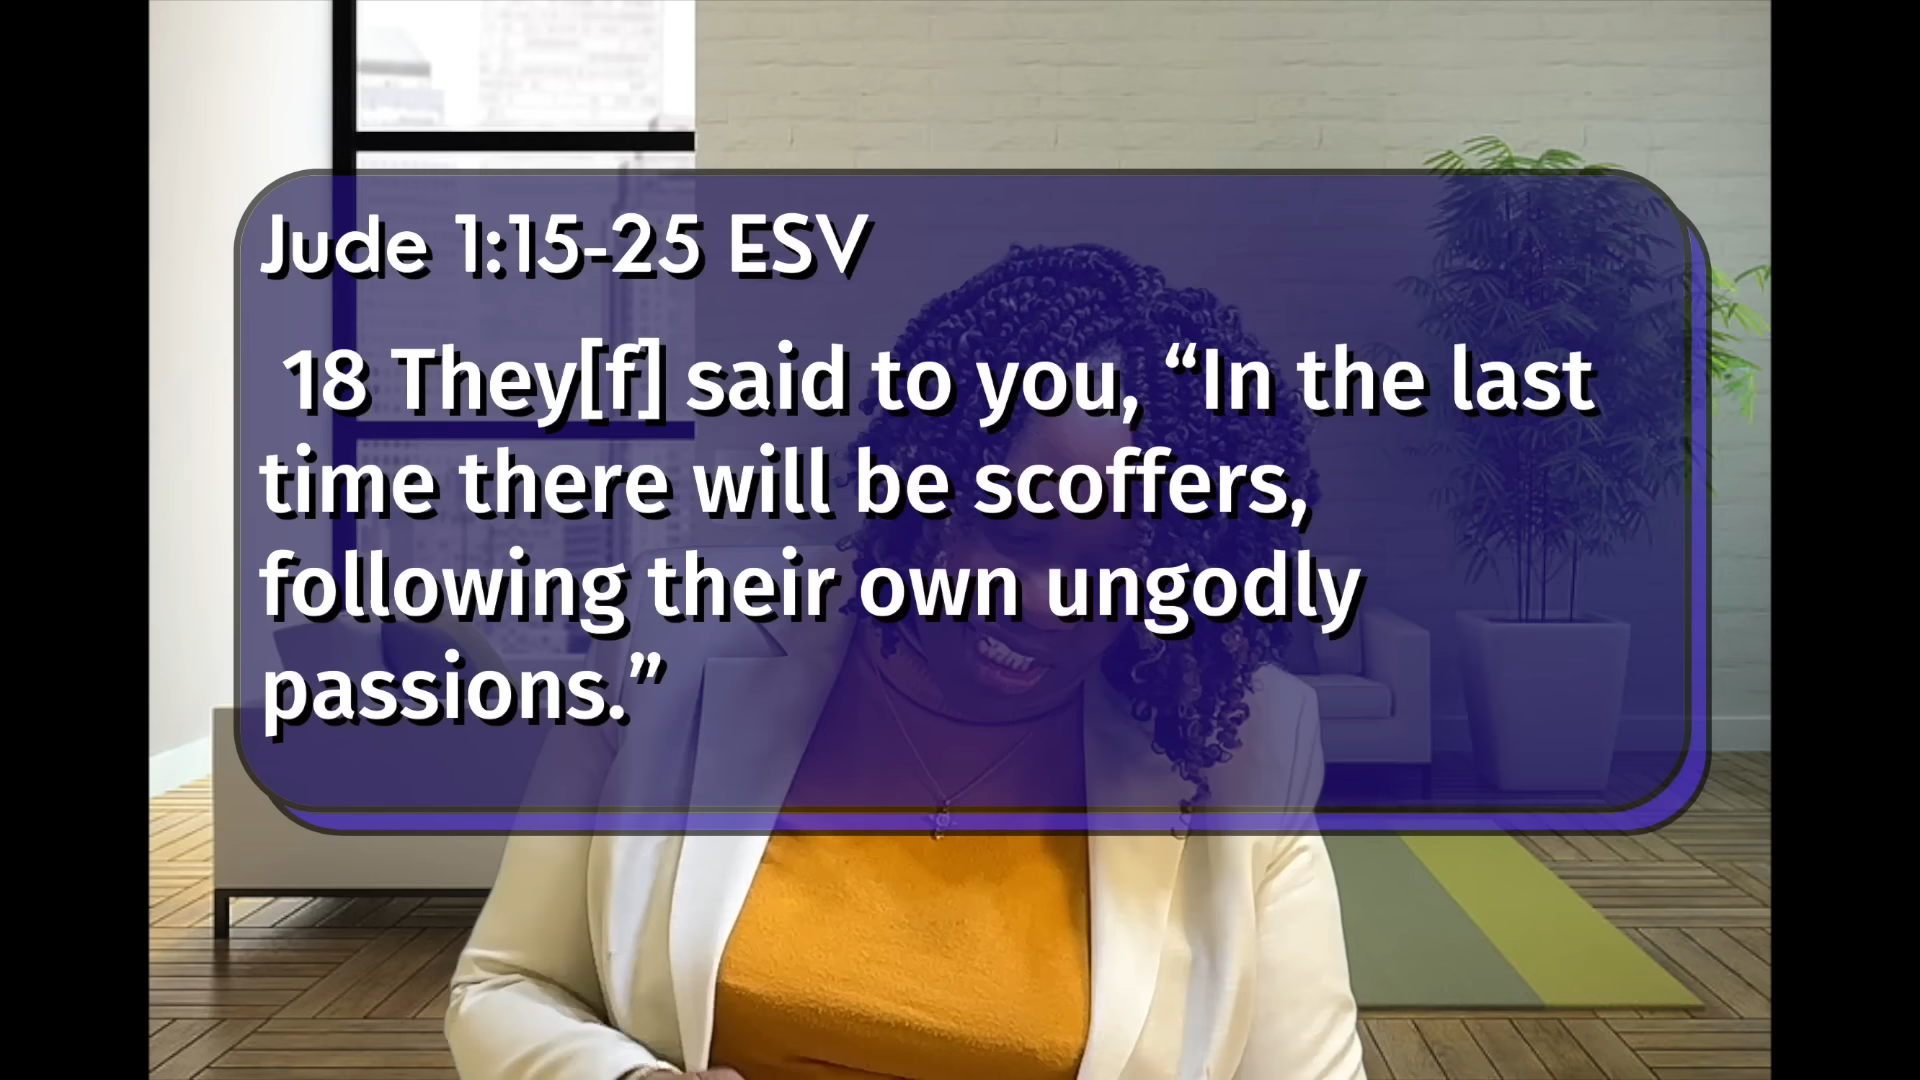 Jude 1:15-25 ESV
18 They[f] said to you, “In the last
time there will be scoffers,
following their own ungodly
passions.”